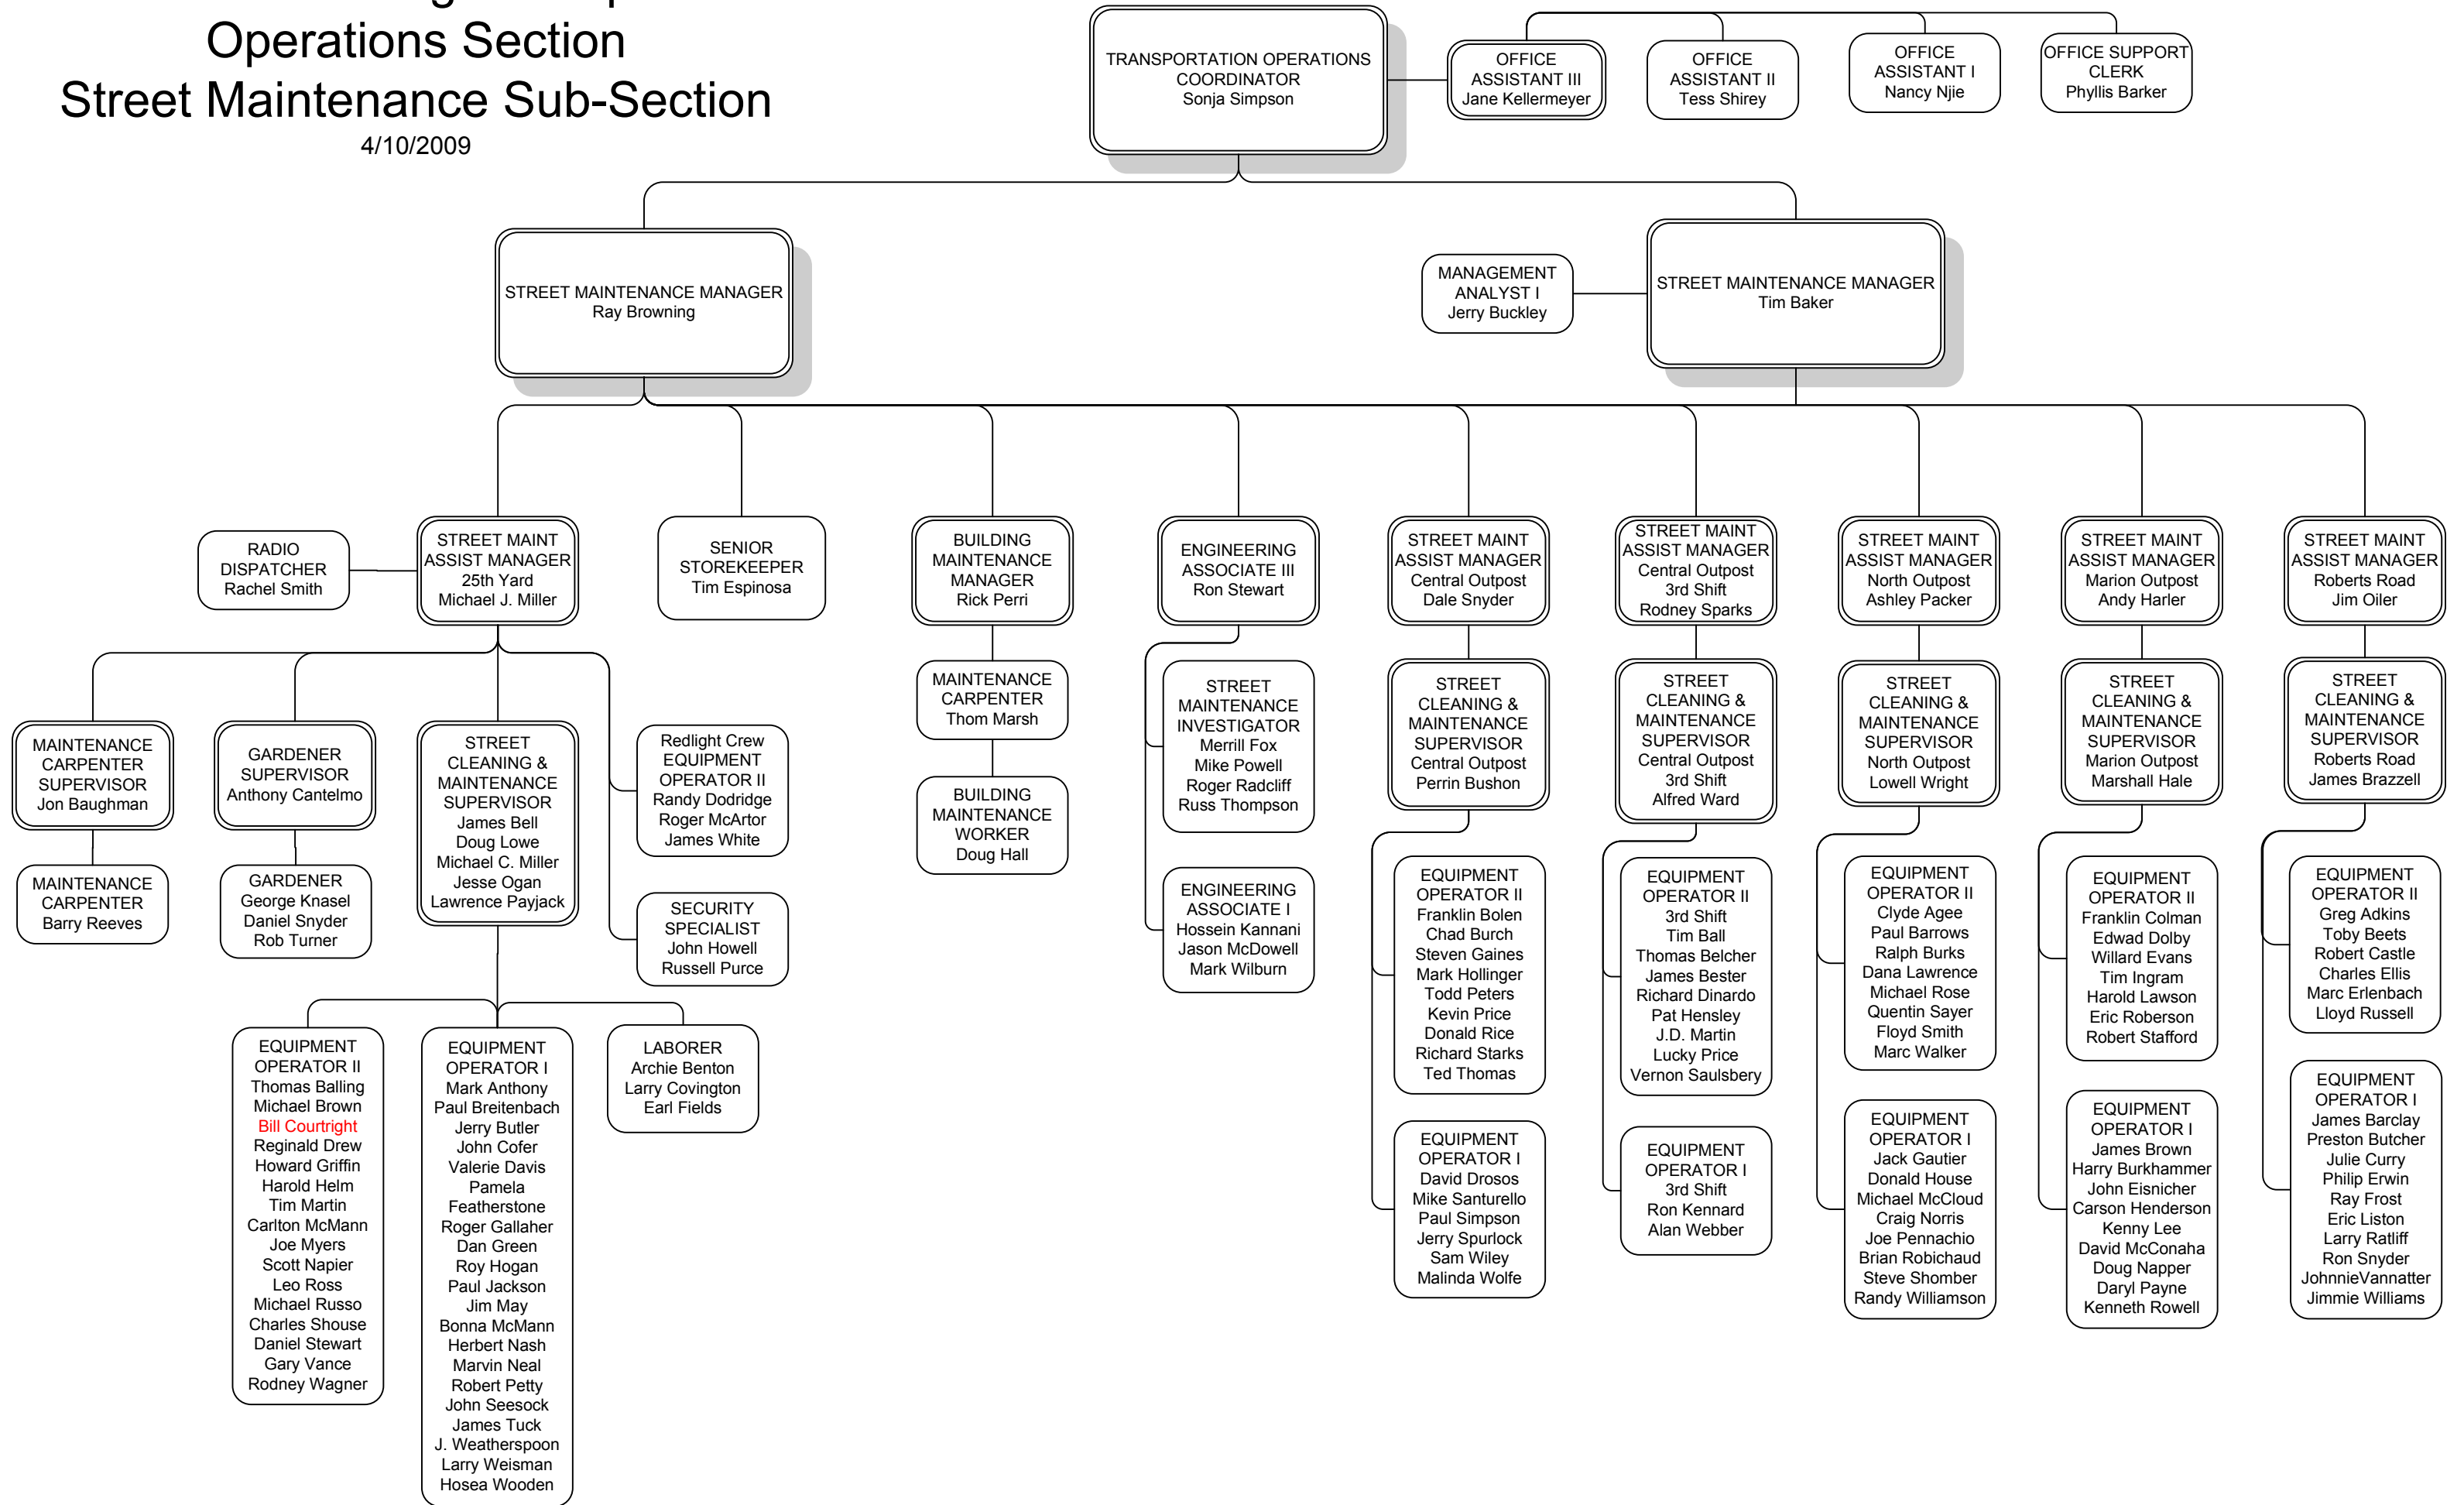 Operations Section
Street Maintenance Sub-Section
4/10/2009
TRANSPORTATION OPERATIONS
COORDINATOR
Sonja Simpson
OFFICE
ASSISTANT III
Jane Kellermeyer
OFFICE
ASSISTANT II
Tess Shirey
OFFICE
ASSISTANT I
Nancy Njie
OFFICE SUPPORT
CLERK
Phyllis Barker
STREET MAINTENANCE MANAGER
Ray Browning
MANAGEMENT
ANALYST I
Jerry Buckley
STREET MAINTENANCE MANAGER
Tim Baker
RADIO
DISPATCHER
Rachel Smith
STREET MAINT
ASSIST MANAGER
25th Yard
Michael J. Miller
SENIOR
STOREKEEPER
Tim Espinosa
BUILDING
MAINTENANCE
MANAGER
Rick Perri
ENGINEERING
ASSOCIATE III
Ron Stewart
STREET MAINT
ASSIST MANAGER
Central Outpost
Dale Snyder
STREET MAINT
ASSIST MANAGER
Central Outpost
3rd Shift
Rodney Sparks
STREET MAINT
ASSIST MANAGER
North Outpost
Ashley Packer
STREET MAINT
ASSIST MANAGER
Marion Outpost
Andy Harler
STREET MAINT
ASSIST MANAGER
Roberts Road
Jim Oiler
MAINTENANCE
CARPENTER
SUPERVISOR
Jon Baughman
GARDENER
SUPERVISOR
Anthony Cantelmo
STREET
CLEANING &
MAINTENANCE
SUPERVISOR
James Bell
Doug Lowe
Michael C. Miller
Jesse Ogan
Lawrence Payjack
Redlight Crew
EQUIPMENT
OPERATOR II
Randy Dodridge
Roger McArtor
James White
MAINTENANCE
CARPENTER
Thom Marsh
STREET
MAINTENANCE
INVESTIGATOR
Merrill Fox
Mike Powell
Roger Radcliff
Russ Thompson
STREET
CLEANING &
MAINTENANCE
SUPERVISOR
Central Outpost
Perrin Bushon
STREET
CLEANING &
MAINTENANCE
SUPERVISOR
Central Outpost
3rd Shift
Alfred Ward
STREET
CLEANING &
MAINTENANCE
SUPERVISOR
North Outpost
Lowell Wright
STREET
CLEANING &
MAINTENANCE
SUPERVISOR
Marion Outpost
Marshall Hale
STREET
CLEANING &
MAINTENANCE
SUPERVISOR
Roberts Road
James Brazzell
MAINTENANCE
CARPENTER
Barry Reeves
GARDENER
George Knasel
Daniel Snyder
Rob Turner
SECURITY
SPECIALIST
John Howell
Russell Purce
BUILDING
MAINTENANCE
WORKER
Doug Hall
ENGINEERING
ASSOCIATE I
Hossein Kannani
Jason McDowell
Mark Wilburn
EQUIPMENT
OPERATOR II
Franklin Bolen
Chad Burch
Steven Gaines
Mark Hollinger
Todd Peters
Kevin Price
Donald Rice
Richard Starks
Ted Thomas
EQUIPMENT
OPERATOR II
3rd Shift
Tim Ball
Thomas Belcher
James Bester
Richard Dinardo
Pat Hensley
J.D. Martin
Lucky Price
Vernon Saulsbery
EQUIPMENT
OPERATOR II
Clyde Agee
Paul Barrows
Ralph Burks
Dana Lawrence
Michael Rose
Quentin Sayer
Floyd Smith
Marc Walker
EQUIPMENT
OPERATOR II
Franklin Colman
Edwad Dolby
Willard Evans
Tim Ingram
Harold Lawson
Eric Roberson
Robert Stafford
EQUIPMENT
OPERATOR II
Greg Adkins
Toby Beets
Robert Castle
Charles Ellis
Marc Erlenbach
Lloyd Russell
EQUIPMENT
OPERATOR II
Thomas Balling
Michael Brown
Bill Courtright
Reginald Drew
Howard Griffin
Harold Helm
Tim Martin
Carlton McMann
Joe Myers
Scott Napier
Leo Ross
Michael Russo
Charles Shouse
Daniel Stewart
Gary Vance
Rodney Wagner
EQUIPMENT
OPERATOR I
Mark Anthony
Paul Breitenbach
Jerry Butler
John Cofer
Valerie Davis
Pamela
Featherstone
Roger Gallaher
Dan Green
Roy Hogan
Paul Jackson
Jim May
Bonna McMann
Herbert Nash
Marvin Neal
Robert Petty
John Seesock
James Tuck
J. Weatherspoon
Larry Weisman
Hosea Wooden
LABORER
Archie Benton
Larry Covington
Earl Fields
EQUIPMENT
OPERATOR I
David Drosos
Mike Santurello
Paul Simpson
Jerry Spurlock
Sam Wiley
Malinda Wolfe
EQUIPMENT
OPERATOR I
3rd Shift
Ron Kennard
Alan Webber
EQUIPMENT
OPERATOR I
Jack Gautier
Donald House
Michael McCloud
Craig Norris
Joe Pennachio
Brian Robichaud
Steve Shomber
Randy Williamson
EQUIPMENT
OPERATOR I
James Brown
Harry Burkhammer
John Eisnicher
Carson Henderson
Kenny Lee
David McConaha
Doug Napper
Daryl Payne
Kenneth Rowell
EQUIPMENT
OPERATOR I
James Barclay
Preston Butcher
Julie Curry
Philip Erwin
Ray Frost
Eric Liston
Larry Ratliff
Ron Snyder
JohnnieVannatter
Jimmie Williams